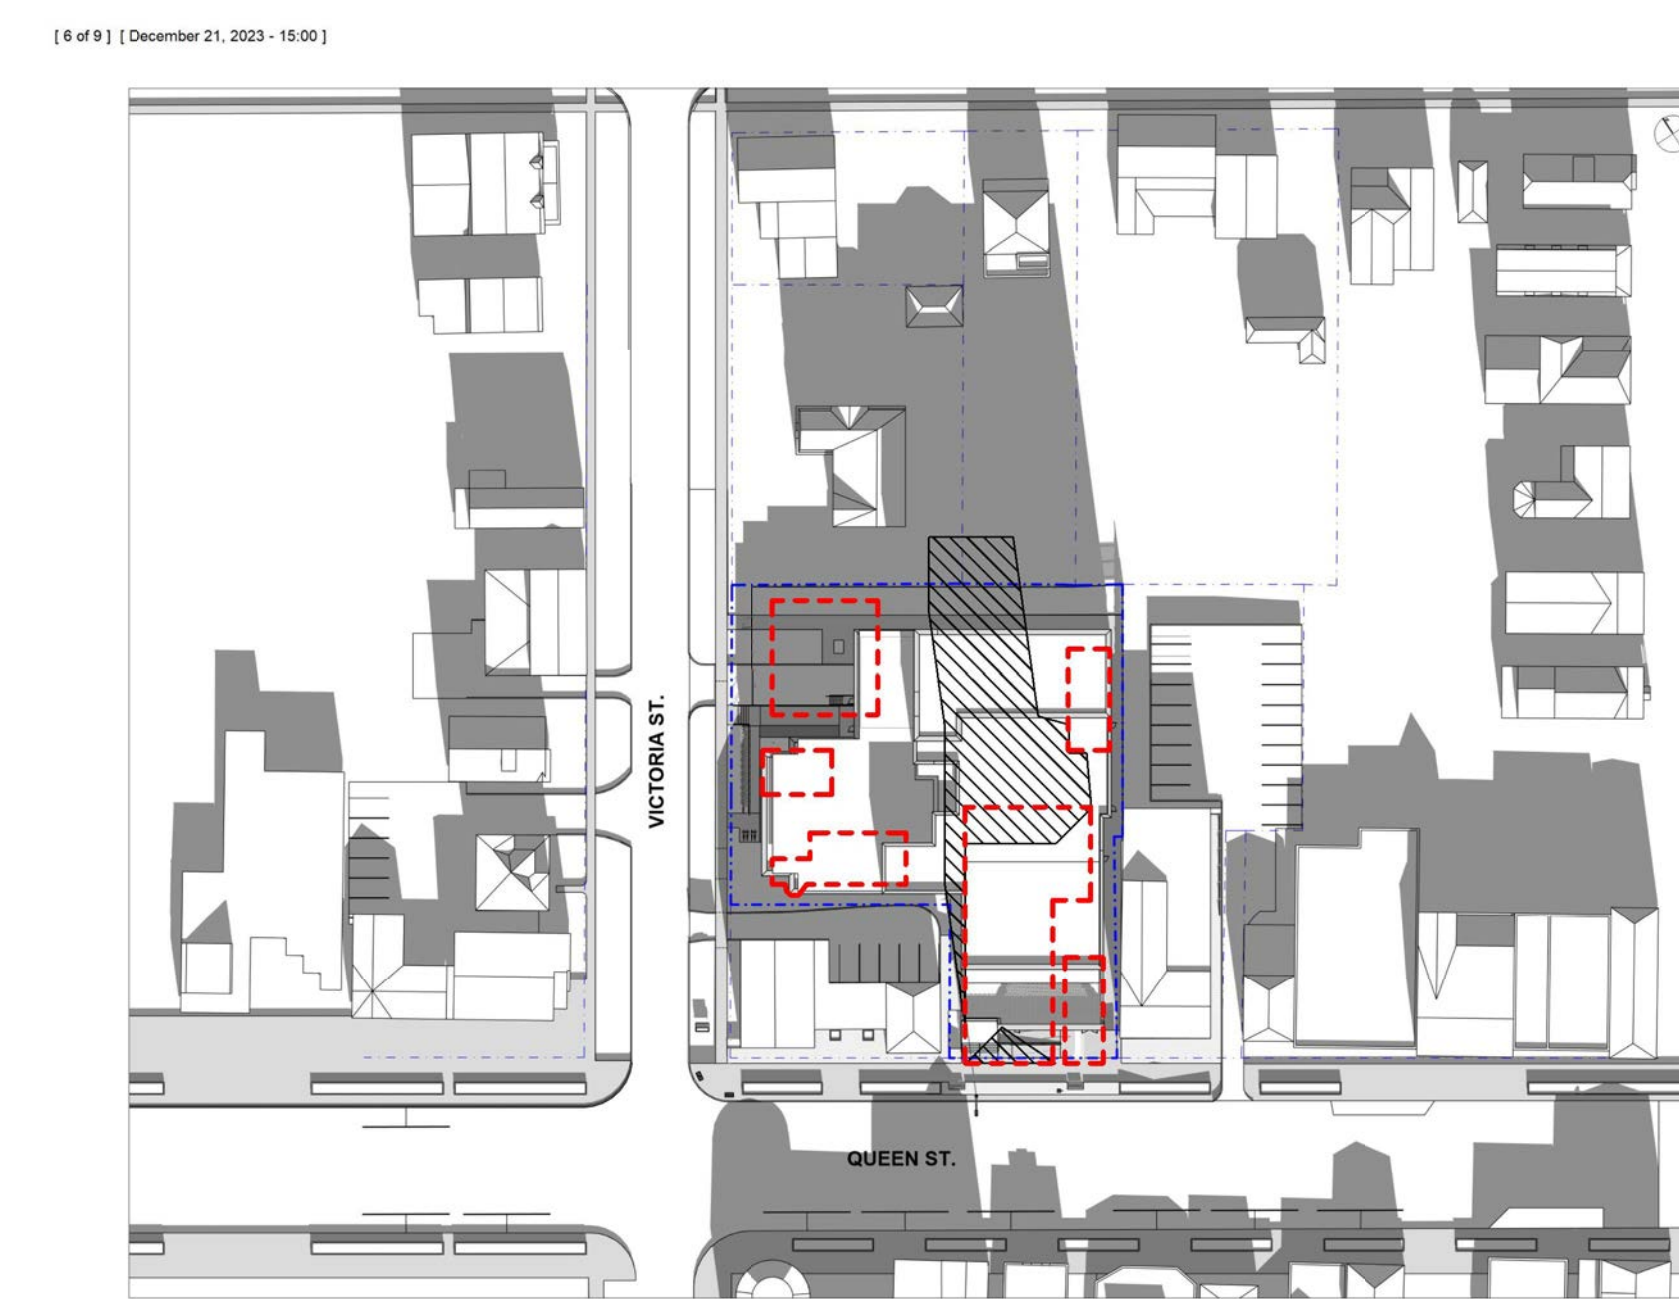 [ 6 of 9 ] [ December 21, 2023 - 15:00 ]
VICTORIA ST.
QUEEN ST.